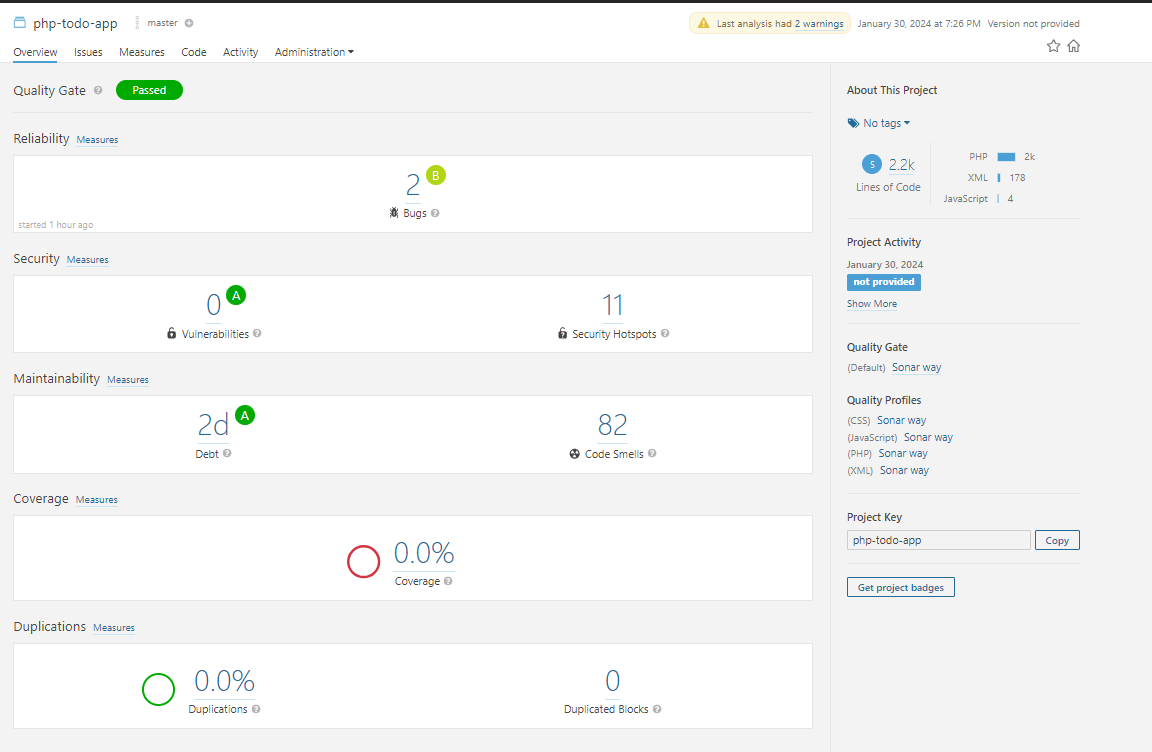 php-todo-app master Last analysis had 2 warnings January 30, 2024 at 7:26 PM Version not provided
Overview Issues Measures Code Activity Administration
Quality Gate ? Passed
Reliability Measures
2 B
Bugs ?
started 1 hour ago
Security Measures
0 A 11
Vulnerabilities ? Security Hotspots ?
Maintainability Measures
2d A 82
Debt ? Code Smells ?
Coverage Measures
0.0%
Coverage ?
Duplications Measures
0.0% 0
Duplications ? Duplicated Blocks ?
About This Project
No tags
S 2.2k
Lines of Code
PHP 2k
XML 178
JavaScript 4
Project Activity
January 30, 2024
not provided
Show More
Quality Gate
(Default) Sonar way
Quality Profiles
(CSS) Sonar way
(JavaScript) Sonar way
(PHP) Sonar way
(XML) Sonar way
Project Key
php-todo-app Copy
Get project badges